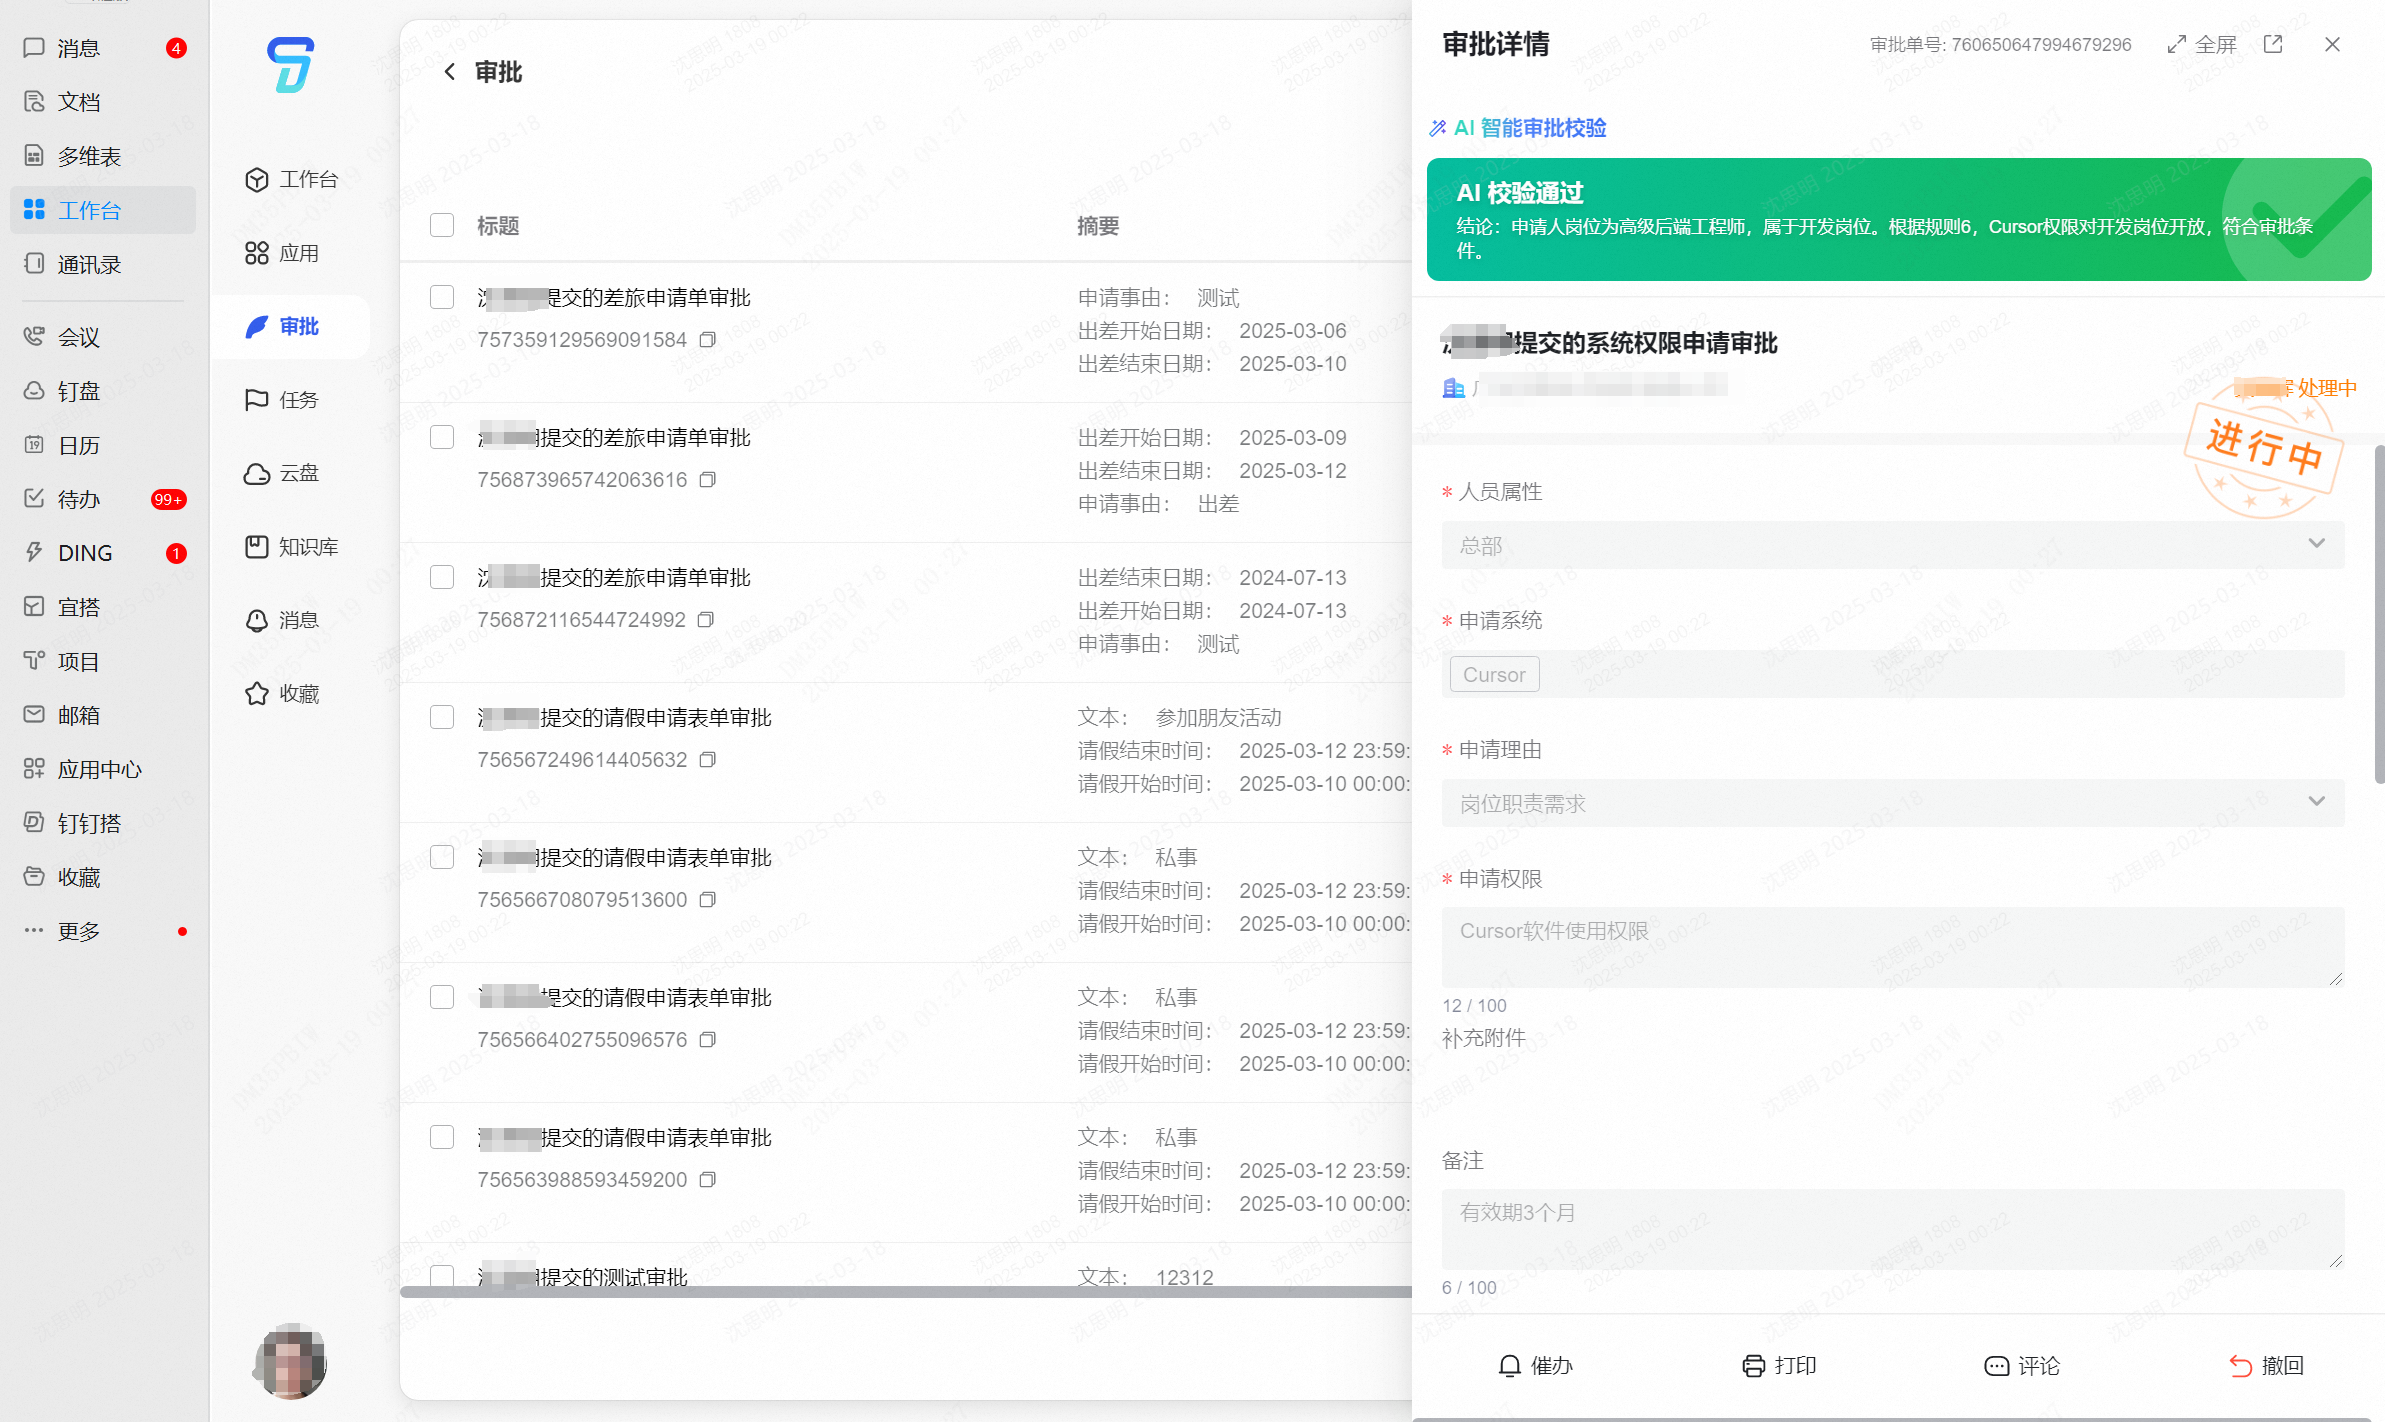 消息
4
文档
多维表
工作台
通讯录
会议
钉盘
日历
待办
99+
DING
1
宜搭
项目
邮箱
应用中心
钉钉搭
收藏
更多
工作台
应用
审批
任务
云盘
知识库
消息
收藏
审批
标题
摘要
提交的差旅申请单审批
757359129569091584
申请事由： 测试
出差开始日期： 2025-03-06
出差结束日期： 2025-03-10
提交的差旅申请单审批
756873965742063616
出差开始日期： 2025-03-09
出差结束日期： 2025-03-12
申请事由： 出差
提交的差旅申请单审批
756872116544724992
出差结束日期： 2024-07-13
出差开始日期： 2024-07-13
申请事由： 测试
提交的请假申请表单审批
756567249614405632
文本： 参加朋友活动
请假结束时间： 2025-03-12 23:59:
请假开始时间： 2025-03-10 00:00:
提交的请假申请表单审批
756566708079513600
文本： 私事
请假结束时间： 2025-03-12 23:59:
请假开始时间： 2025-03-10 00:00:
提交的请假申请表单审批
756566402755096576
文本： 私事
请假结束时间： 2025-03-12 23:59:
请假开始时间： 2025-03-10 00:00:
提交的请假申请表单审批
756563988593459200
文本： 私事
请假结束时间： 2025-03-12 23:59:
请假开始时间： 2025-03-10 00:00:
提交的测试审批
文本： 12312
审批详情
审批单号: 760650647994679296
全屏
AI 智能审批校验
AI 校验通过
结论：申请人岗位为高级后端工程师，属于开发岗位。根据规则6，Cursor权限对开发岗位开放，符合审批条
件。
提交的系统权限申请审批
处理中
进行中
* 人员属性
总部
* 申请系统
Cursor
* 申请理由
岗位职责需求
* 申请权限
Cursor软件使用权限
12 / 100
补充附件
备注
有效期3个月
6 / 100
催办
打印
评论
撤回